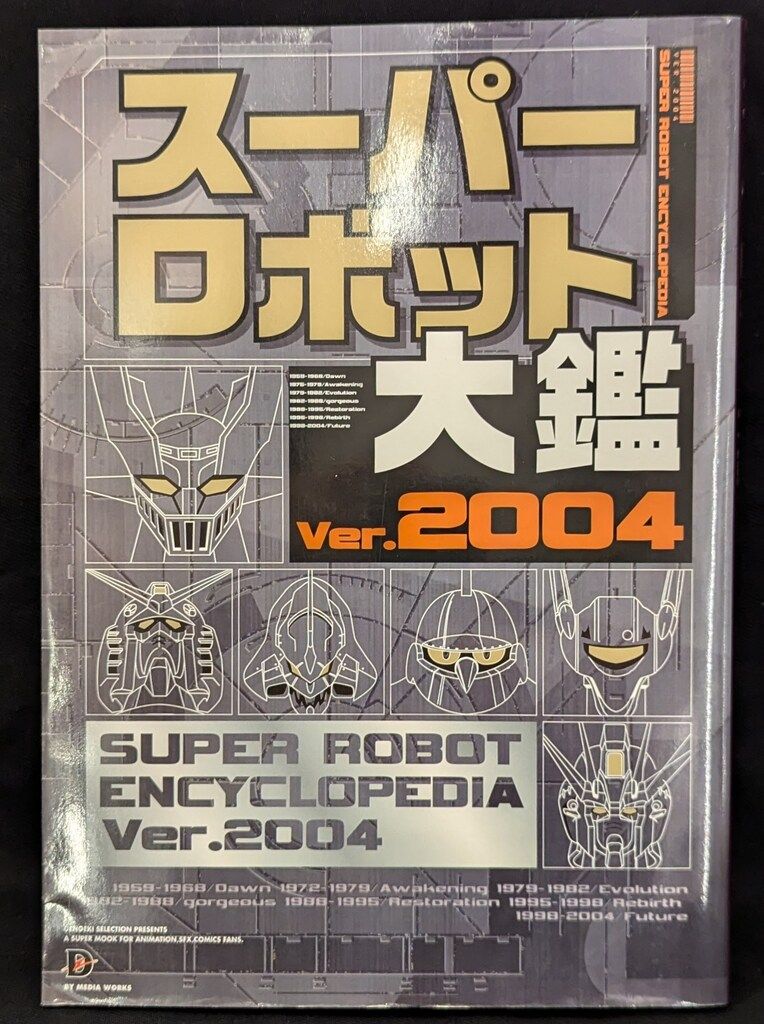 スーパー
ロボット
大鑑
Ver.2004
VER.2004
SUPER ROBOT ENCYCLOPEDIA
1959-1968/Dawn
1972-1979/Awakening
1979-1982/Evolution
1982-1988/gorgeous
1988-1995/Restoration
1995-1998/Rebirth
1998-2004/Future
SUPER ROBOT
ENCYCLOPEDIA
Ver.2004
1959-1968/Dawn 1972-1979/Awakening 1979-1982/Evolution
1982-1988/gorgeous 1988-1995/Restoration 1995-1998/Rebirth
1998-2004/Future
DENGEKI SELECTION PRESENTS
A SUPER MOOK FOR ANIMATION,SFX,COMICS FANS.
D
BY MEDIA WORKS